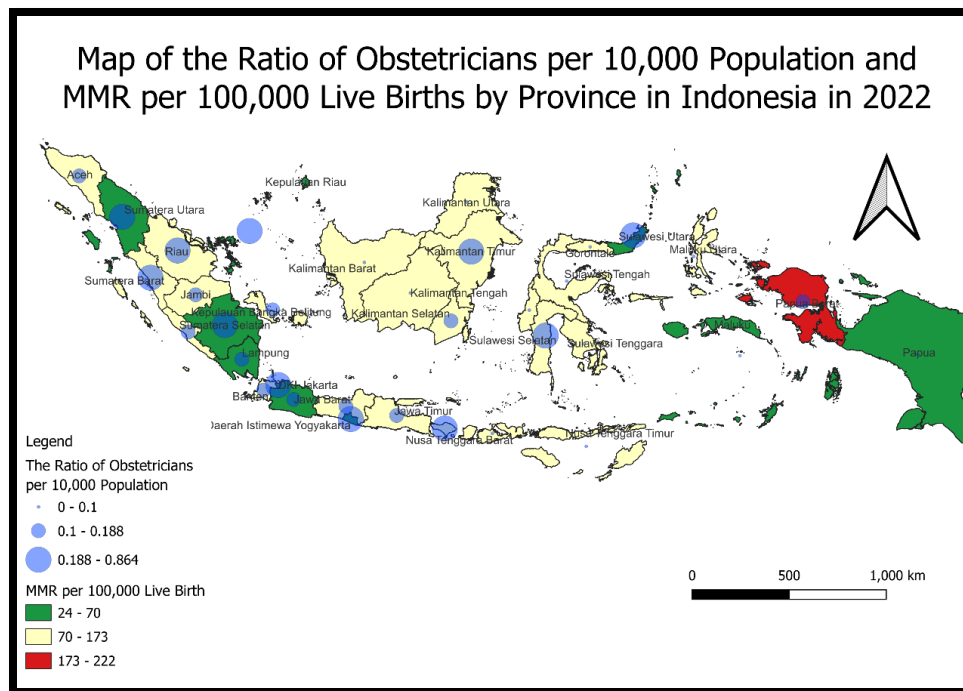 Map of the Ratio of Obstetricians per 10,000 Population and
MMR per 100,000 Live Births by Province in Indonesia in 2022
Aceh
Sumatera Utara
Kepulauan Riau
Riau
Sumatera Barat
Jambi
Kepulauan Bangka Belitung
Sumatera Selatan
Lampung
DKI Jakarta
Banten
Jawa Barat
Daerah Istimewa Yogyakarta
Jawa Timur
Nusa Tenggara Barat
Nusa Tenggara Timur
Kalimantan Utara
Kalimantan Timur
Kalimantan Barat
Kalimantan Tengah
Kalimantan Selatan
Sulawesi Utara
Gorontalo
Sulawesi Tengah
Sulawesi Selatan
Sulawesi Tenggara
Maluku Utara
Maluku
Papua Barat
Papua
Legend
The Ratio of Obstetricians
per 10,000 Population
0 - 0.1
0.1 - 0.188
0.188 - 0.864
MMR per 100,000 Live Birth
24 - 70
70 - 173
173 - 222
0 500 1,000 km